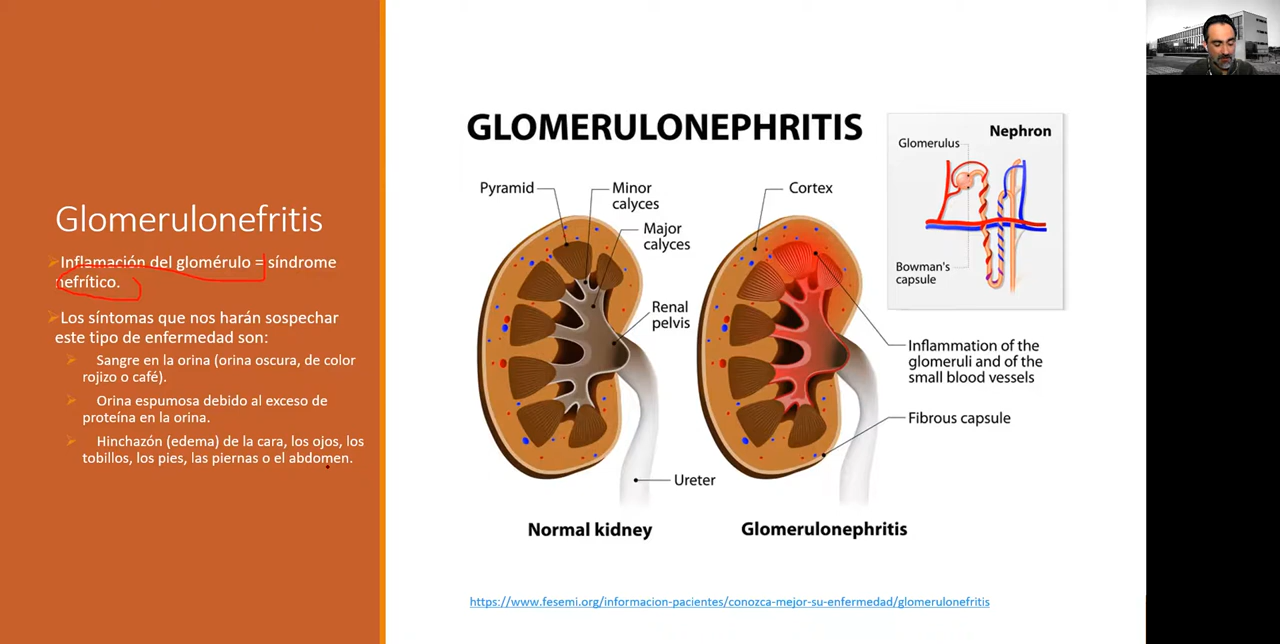 Glomerulonefritis
Inflamación del glomérulo = síndrome
nefrítico.
Los síntomas que nos harán sospechar
este tipo de enfermedad son:
Sangre en la orina (orina oscura, de color
rojizo o café).
Orina espumosa debido al exceso de
proteína en la orina.
Hinchazón (edema) de la cara, los ojos, los
tobillos, los pies, las piernas o el abdomen.
GLOMERULONEPHRITIS
Pyramid
Minor
calyces
Major
calyces
Renal
pelvis
Ureter
Normal kidney
Cortex
Inflammation of the
glomeruli and of the
small blood vessels
Fibrous capsule
Glomerulonephritis
Nephron
Glomerulus
Bowman's
capsule
https://www.fesemi.org/informacion-pacientes/conozca-mejor-su-enfermedad/glomerulonefritis